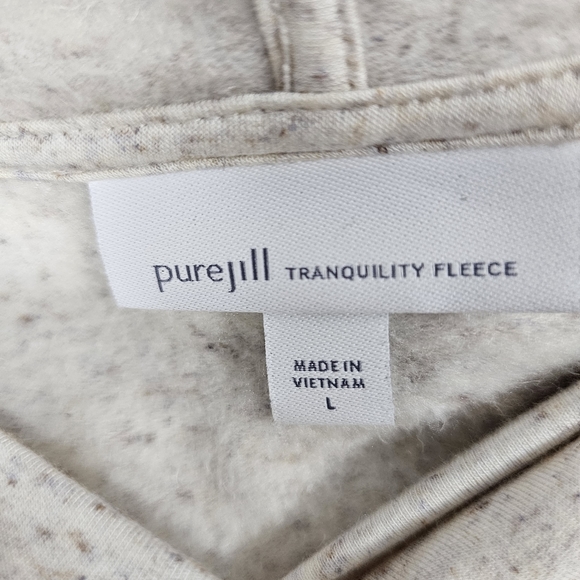 purejill TRANQUILITY FLEECE
MADE IN
VIETNAM
L